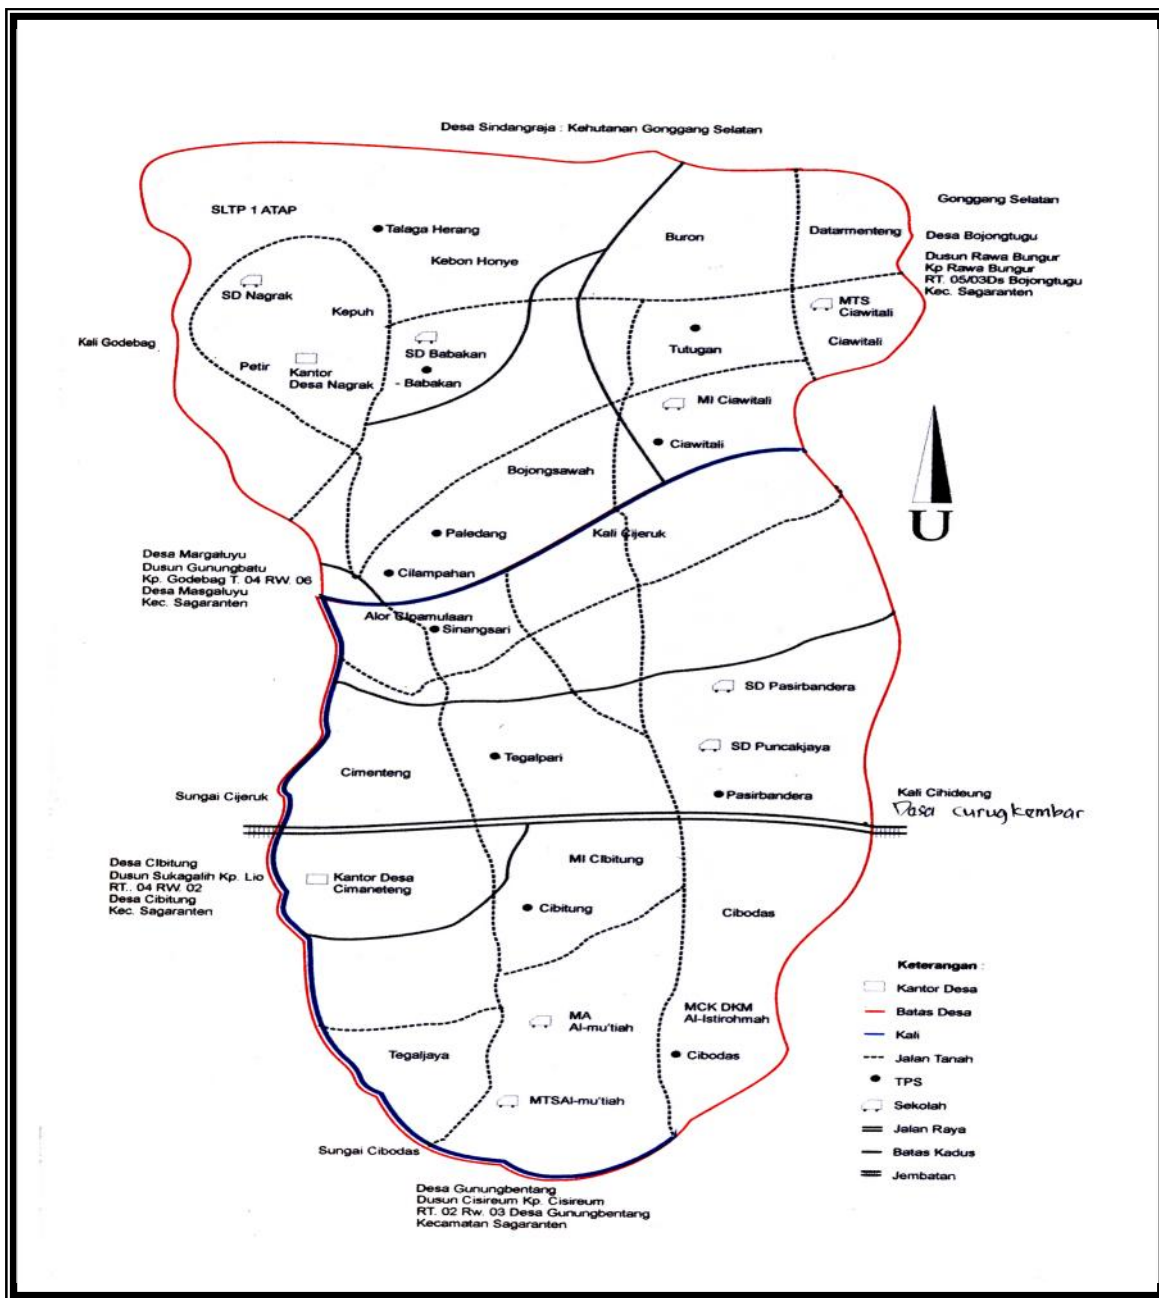 Desa Sindangraja : Kehutanan Gonggang Selatan
SLTP 1 ATAP
Talaga Herang
Kebon Honye
Buron
Datarmenteng
Gonggang Selatan
Desa Bojongtugu
Dusun Rawa Bungur
Kp Rawa Bungur
RT. 05/03Ds Bojongtugu
Kec. Sagaranten
SD Nagrak
Kepuh
MTS
Ciawitali
Kali Godebag
SD Babakan
Tutugan
Ciawitali
Petir
Kantor
Desa Nagrak
- Babakan
MI Ciawitali
Ciawitali
Bojongsawah
U
Paledang
Kali Cijeruk
Desa Margaluyu
Dusun Gunungbatu
Kp. Godebag T. 04 RW. 06
Desa Masgaluyu
Kec. Sagaranten
Cilampahan
Alor CIpamulaan
Sinangsari
SD Pasirbandera
SD Puncakjaya
Tegalpari
Cimenteng
Sungai Cijeruk
Pasirbandera
Kali Cihideung
Dasa curugkembar
Desa CIbitung
Dusun Sukagalih Kp. Lio
RT.. 04 RW. 02
Desa Cibitung
Kec. Sagaranten
MI CIbitung
Kantor Desa
Cimaneteng
Cibitung
Cibodas
MA
Al-mu'tiah
MCK DKM
Al-Istirohmah
Tegaljaya
Cibodas
MTSAl-mu'tiah
Sungai Cibodas
Desa Gunungbentang
Dusun Cisireum Kp. Cisireum
RT. 02 Rw. 03 Desa Gunungbentang
Kecamatan Sagaranten
Keterangan :
Kantor Desa
Batas Desa
Kali
Jalan Tanah
TPS
Sekolah
Jalan Raya
Batas Kadus
Jembatan